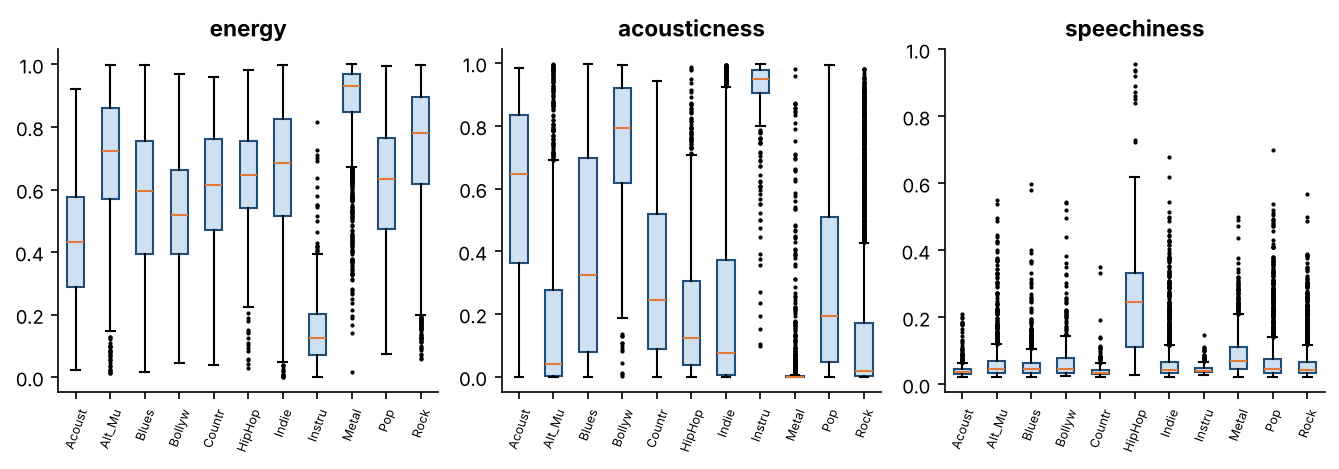 energy
1.0
0.8
0.6
0.4
0.2
0.0
Acoust
Alt_Mu
Blues
Bollyw
Countr
HipHop
Indie
Instru
Metal
Pop
Rock
acousticness
1.0
0.8
0.6
0.4
0.2
0.0
Acoust
Alt_Mu
Blues
Bollyw
Countr
HipHop
Indie
Instru
Metal
Pop
Rock
speechiness
1.0
0.8
0.6
0.4
0.2
0.0
Acoust
Alt_Mu
Blues
Bollyw
Countr
HipHop
Indie
Instru
Metal
Pop
Rock